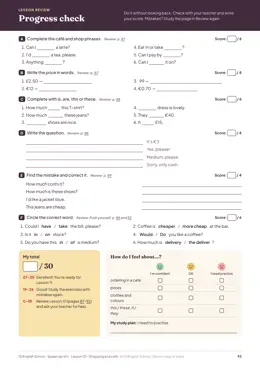 LESSON REVIEW
Progress check
Do it without looking back. Check with your teacher and write
your score. Mistakes? Study the page in Review again.
A Complete the café and shop phrases. Score /6
1. Can I ______ a latte?
2. I'd ______ a tea, please.
3. Anything ______?
4. Eat in or take ______?
5. Can I pay by ______?
6. Can I ______ it on?
B Write the price in words. Score /4
1. £2.50 =
2. €12 =
3. .99 =
4. €20.70 =
C Complete with is, are, this or these. Score /6
1. How much ______ this T-shirt?
2. How much ______ these jeans?
3. ______ shoes are nice.
4. ______ dress is lovely.
5. They ______ €40.
6. It ______ £15.
D Write the question. Score /4
It's £3.
Yes, please!
Medium, please.
Sorry, only cash.
E Find the mistake and correct it. Score /4
How much cost it?
How much is these shoes?
I'd like a jacket blue.
This jeans are cheap.
F Circle the correct word. Score /6
1. Could I have / take the bill, please?
2. Coffee is cheaper / more cheap at the bar.
3. Is it in / on stock?
4. Would / Do you like a coffee?
5. Do you have this in / at a medium?
6. How much is delivery / the deliver?
My total
/ 30
How do I feel about…?
I'm confident
OK
I need practice
ordering in a café
prices
clothes and
colours
this / these, it /
they
My study plan: I need to practise